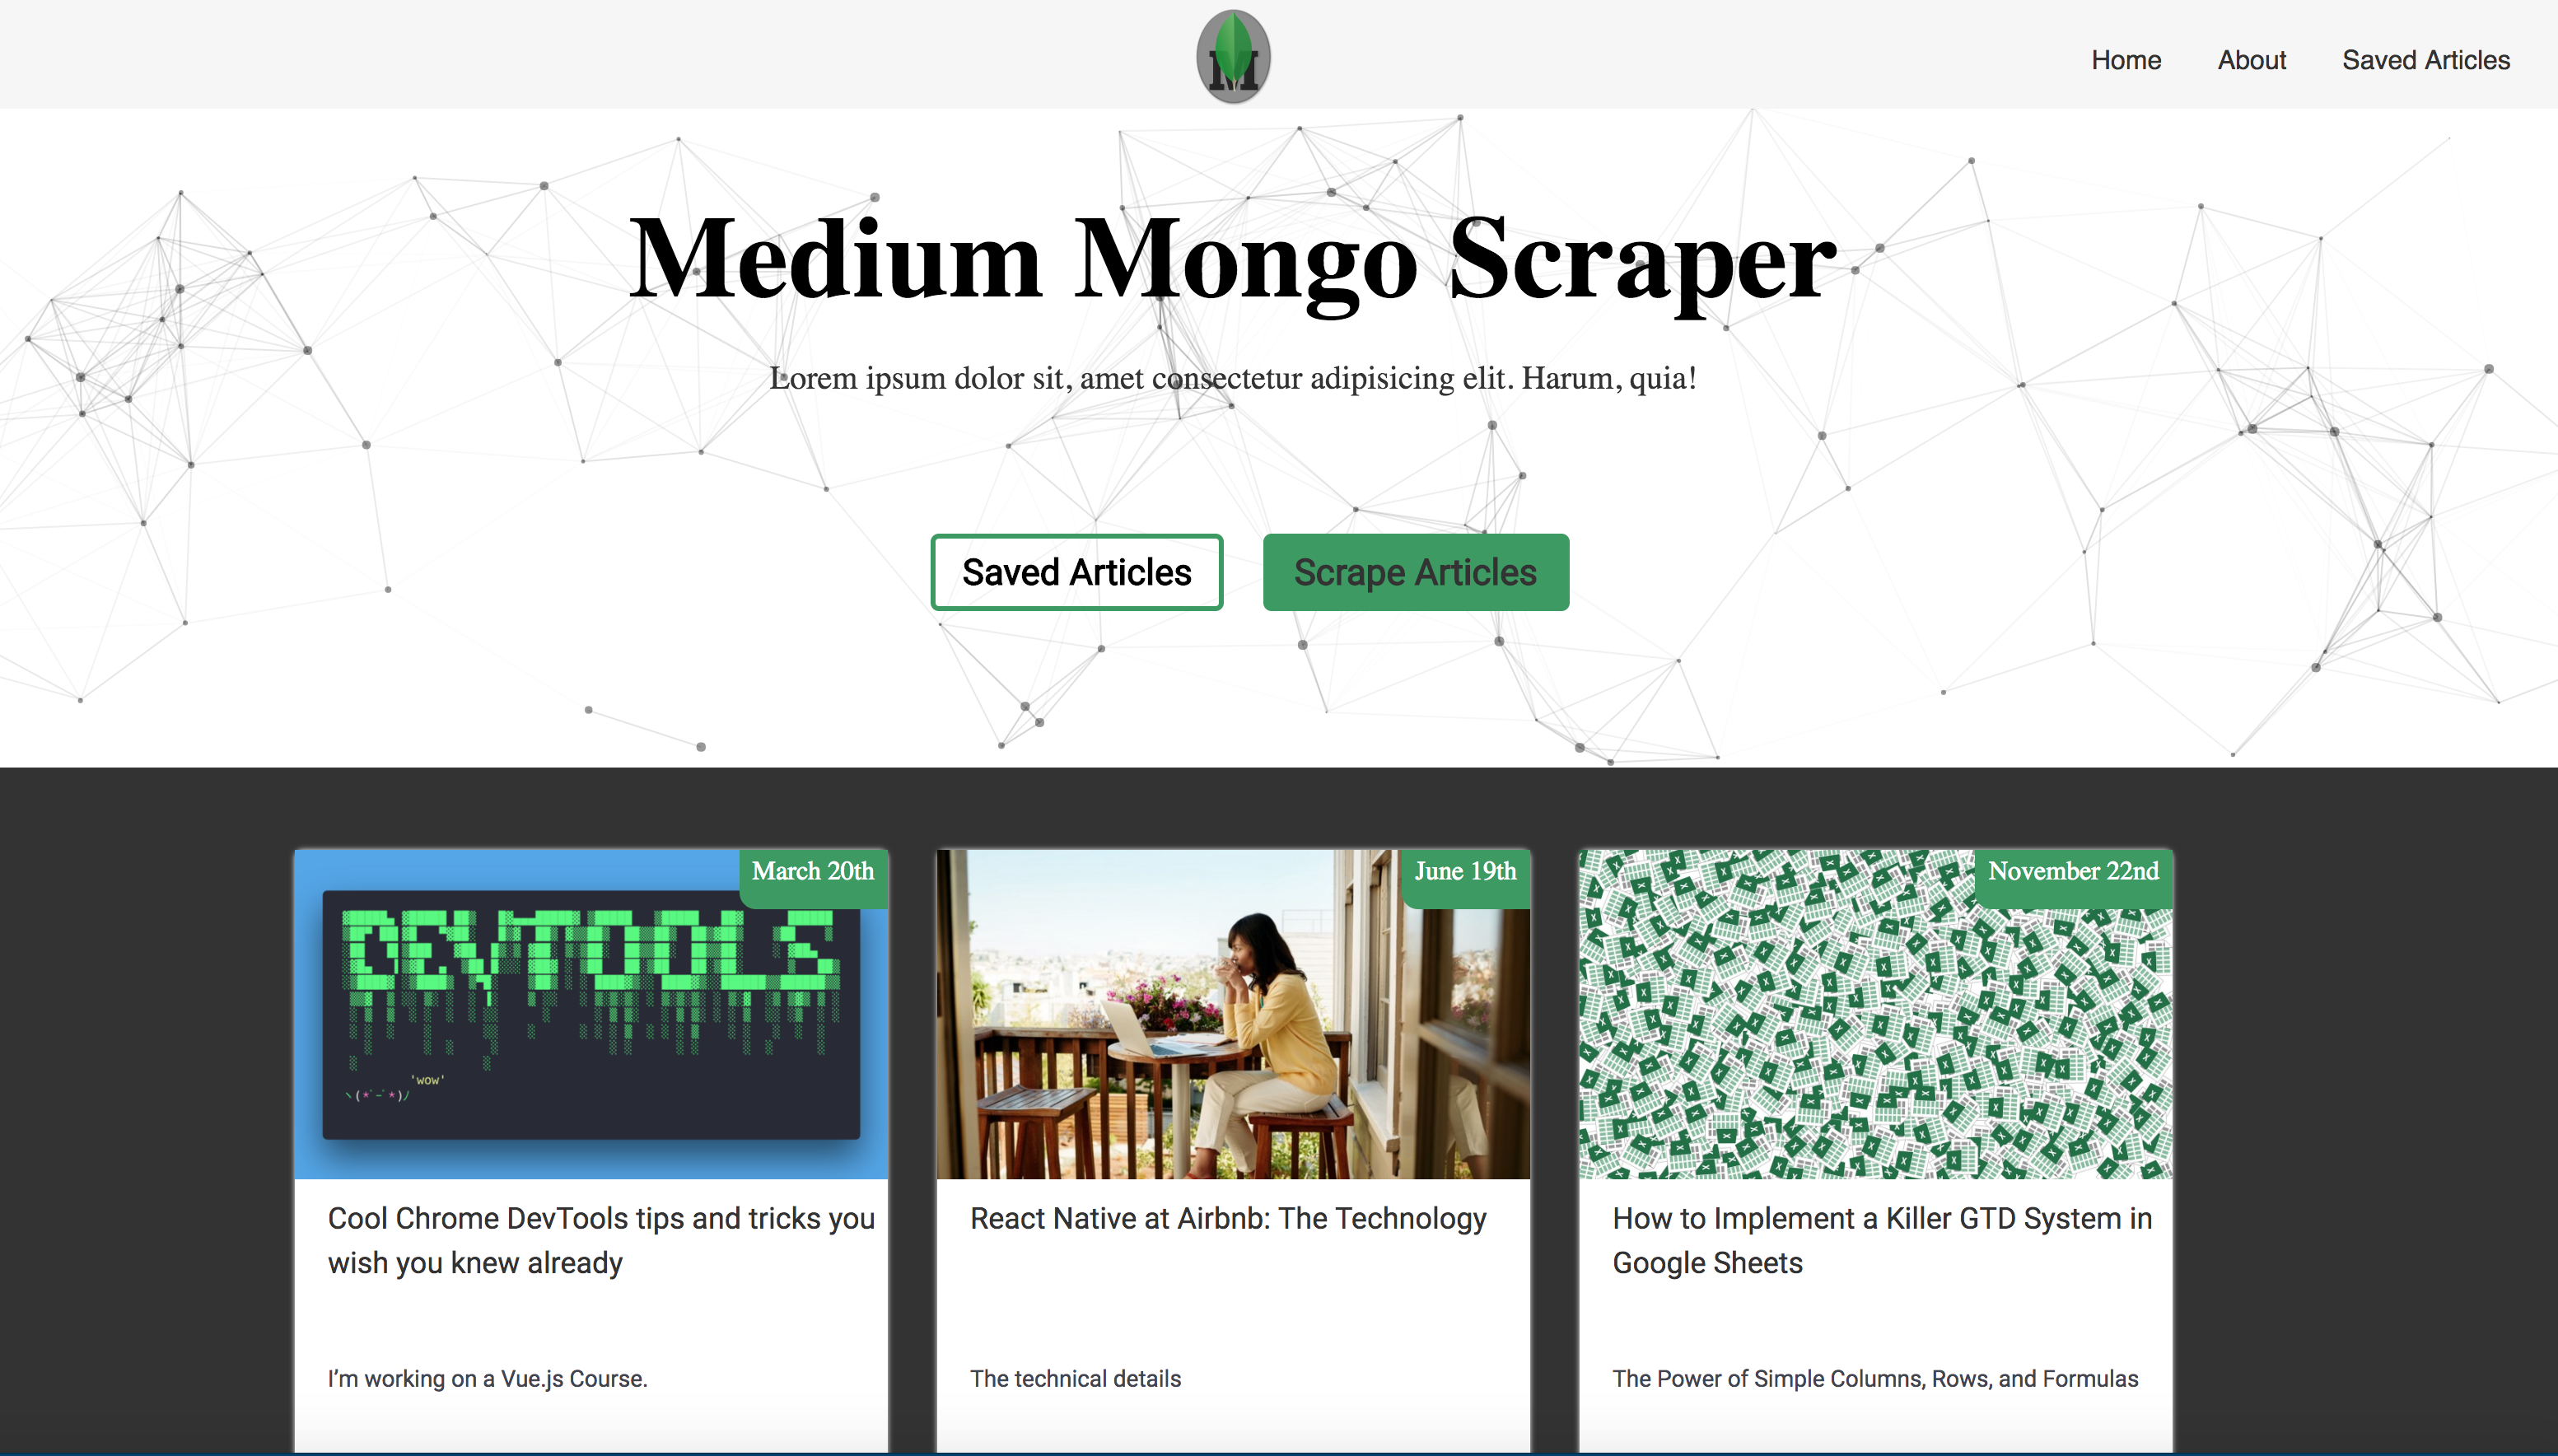 M
Home
About
Saved Articles
Medium Mongo Scraper
Lorem ipsum dolor sit, amet consectetur adipisicing elit. Harum, quia!
Saved Articles
Scrape Articles
March 20th
DEVTOOLS
'wow'
ヽ(*´-`*)ﾉ
Cool Chrome DevTools tips and tricks you
wish you knew already
I’m working on a Vue.js Course.
June 19th
React Native at Airbnb: The Technology
The technical details
November 22nd
How to Implement a Killer GTD System in
Google Sheets
The Power of Simple Columns, Rows, and Formulas